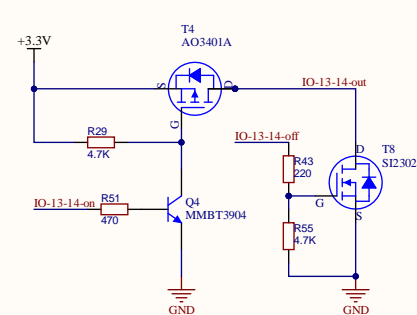 T4
AO3401A
+3.3V
S
D
IO-13-14-out
G
R29
4.7K
IO-13-14-off
D
T8
SI2302
R43
220
G
S
IO-13-14-on
R51
470
Q4
MMBT3904
R55
4.7K
GND
GND